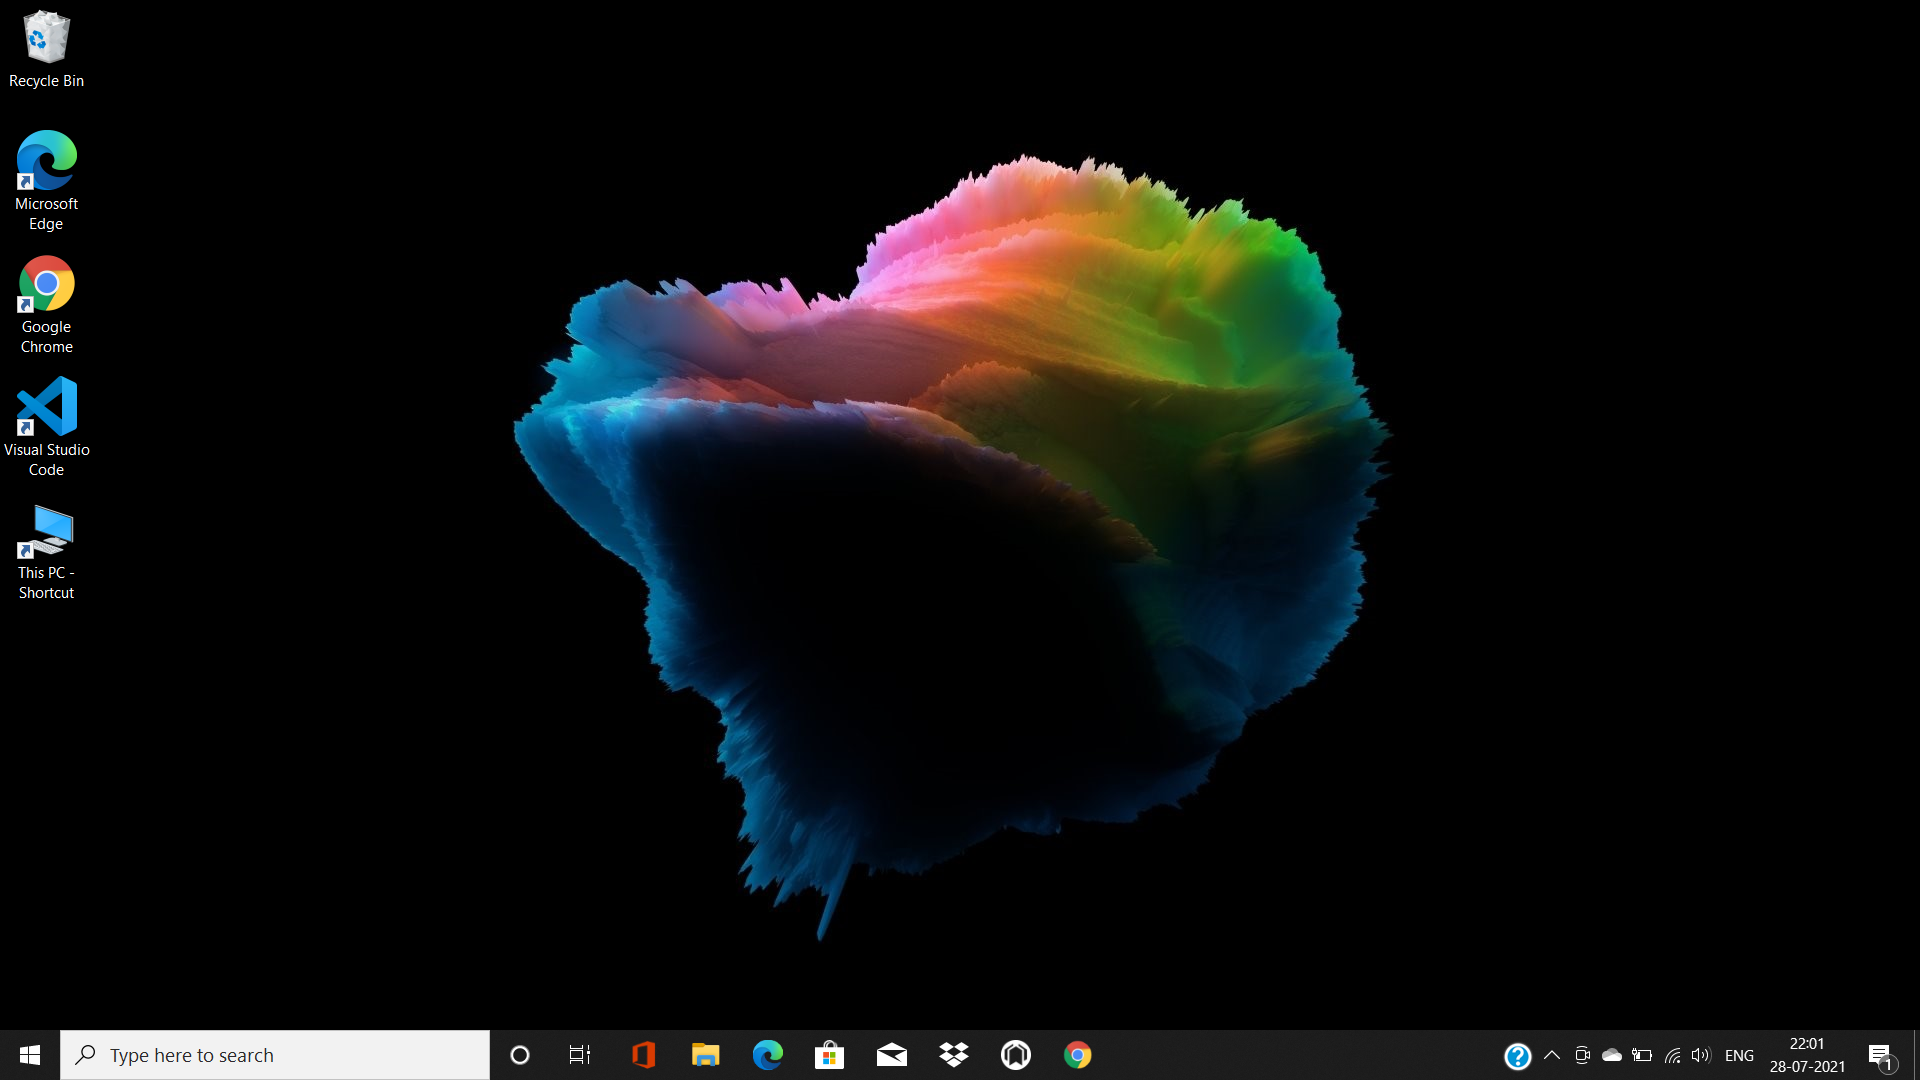 Recycle Bin
Microsoft
Edge
Google
Chrome
Visual Studio
Code
This PC -
Shortcut
Type here to search
ENG
22:01
28-07-2021
1